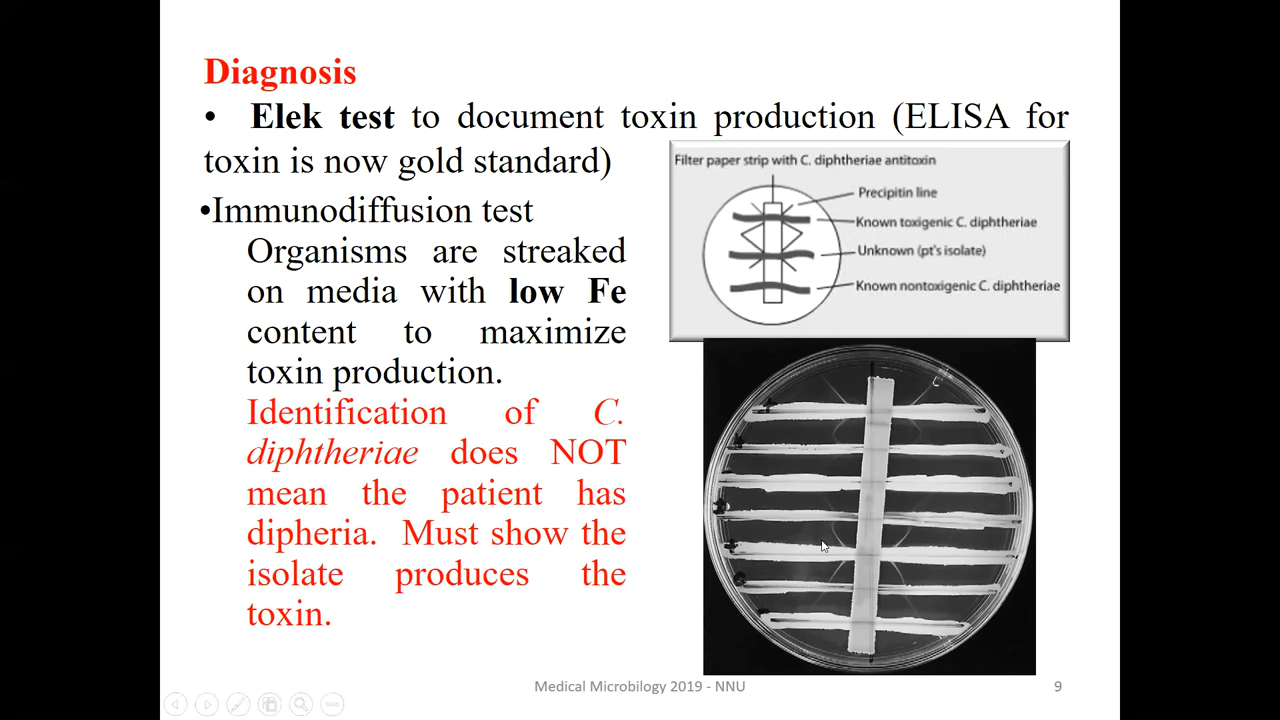 Diagnosis
• Elek test to document toxin production (ELISA for
toxin is now gold standard)
•Immunodiffusion test
Organisms are streaked
on media with low Fe
content to maximize
toxin production.
Identification of C.
diphtheriae does NOT
mean the patient has
dipheria. Must show the
isolate produces the
toxin.
Filter paper strip with C. diphtheriae antitoxin
Precipitin line
Known toxigenic C. diphtheriae
Unknown (pt's isolate)
Known nontoxigenic C. diphtheriae
Medical Microbilogy 2019 - NNU
9